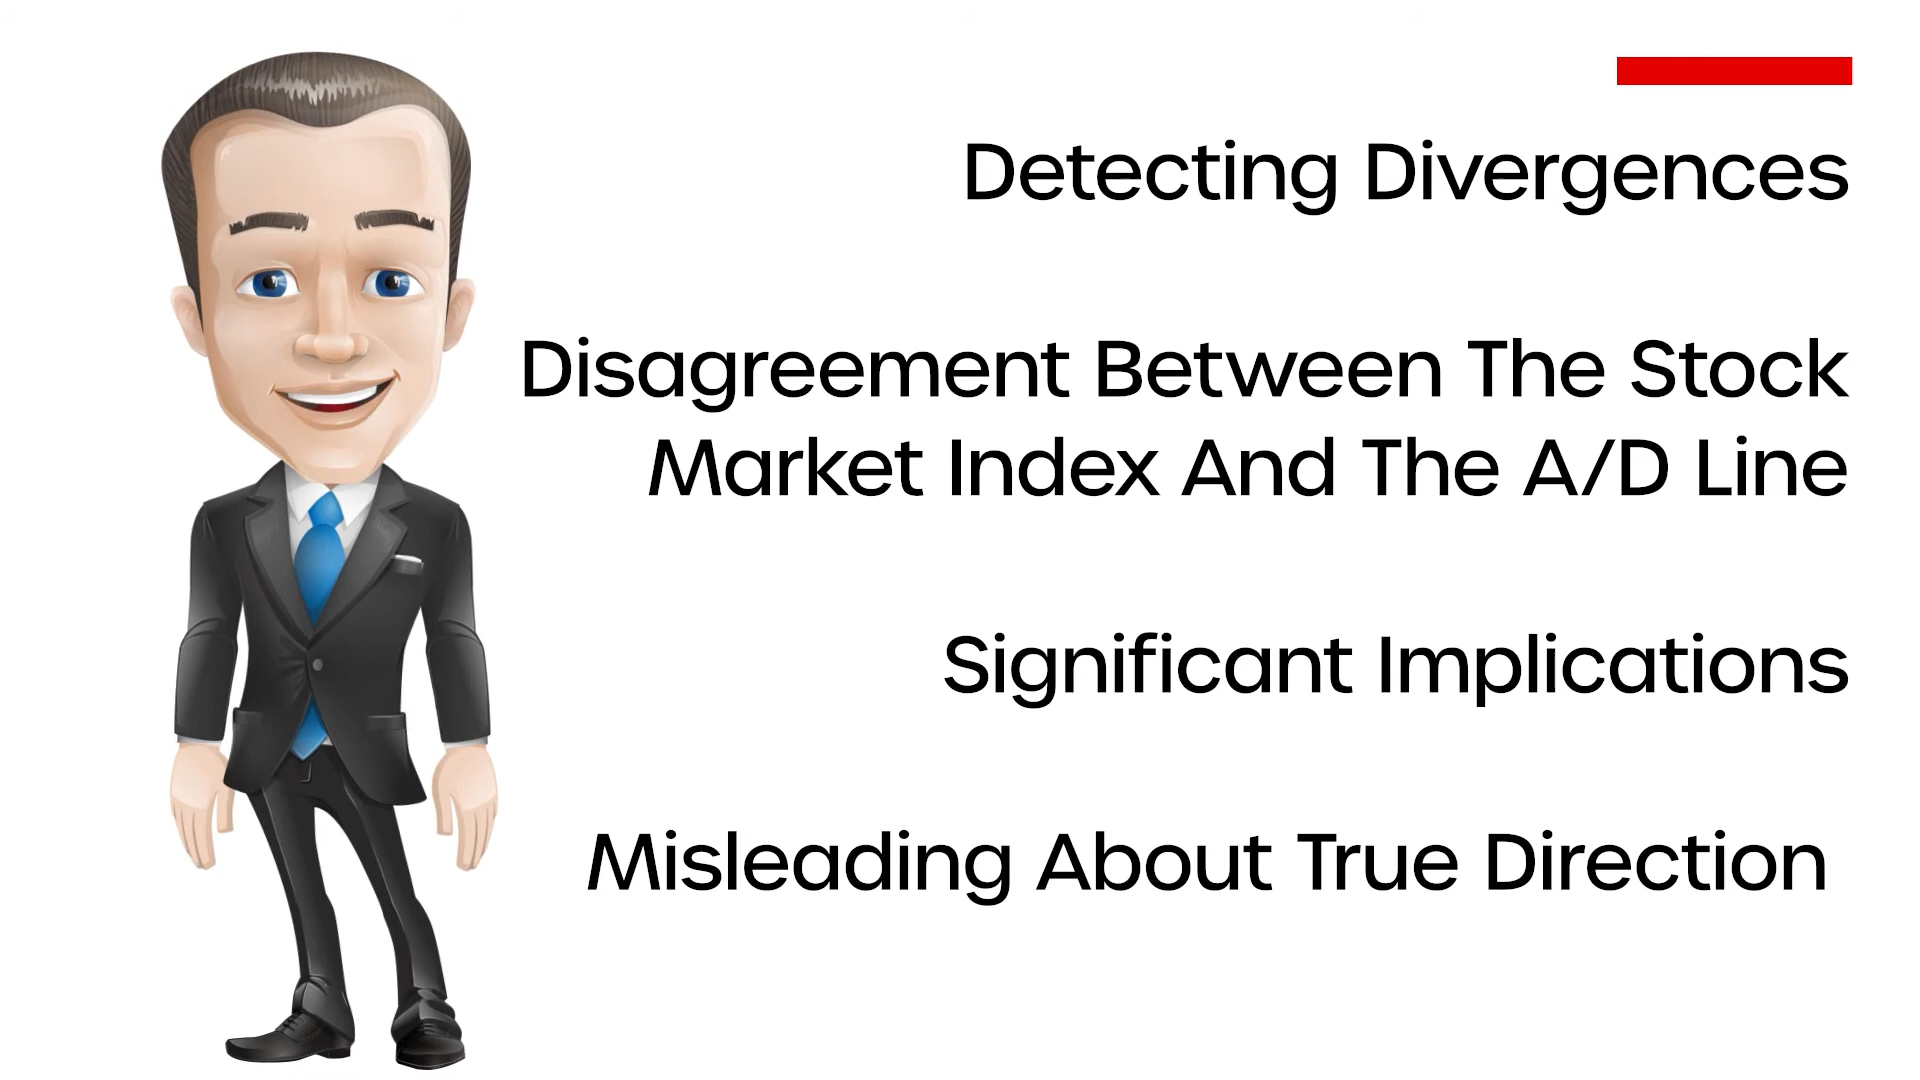 Detecting Divergences
Disagreement Between The Stock
Market Index And The A/D Line
Significant Implications
Misleading About True Direction